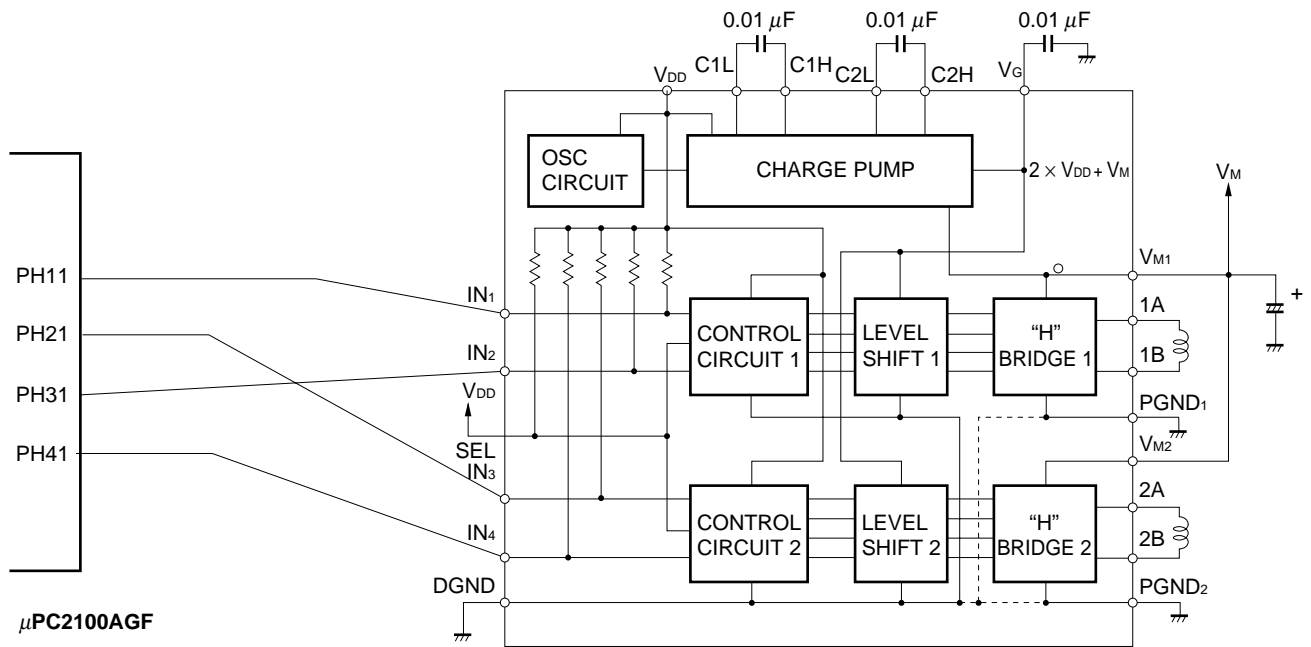 0.01 μF
0.01 μF
0.01 μF
C1L
C1H
C2L
C2H
VG
VDD
OSC
CIRCUIT
CHARGE PUMP
2 × VDD + VM
VM
PH11
PH21
PH31
PH41
IN1
IN2
VDD
SEL
IN3
IN4
DGND
CONTROL
CIRCUIT 1
LEVEL
SHIFT 1
“H”
BRIDGE 1
VM1
1A
1B
+
PGND1
VM2
CONTROL
CIRCUIT 2
LEVEL
SHIFT 2
“H”
BRIDGE 2
2A
2B
PGND2
μPC2100AGF